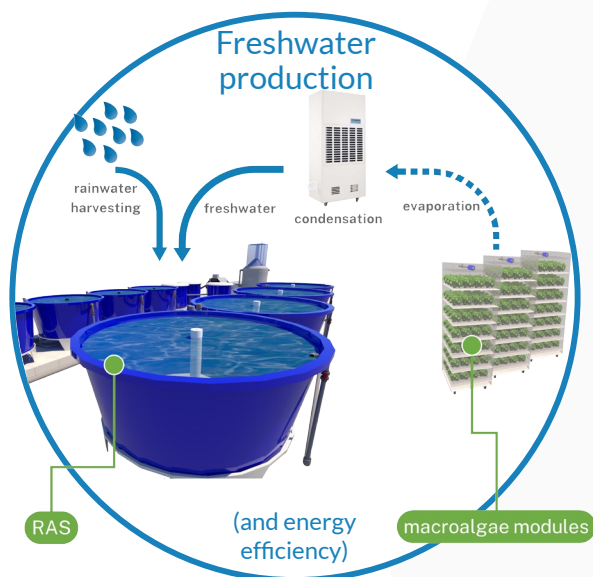 Freshwater
production
rainwater
harvesting
freshwater
condensation
evaporation
RAS
(and energy
efficiency)
macroalgae modules